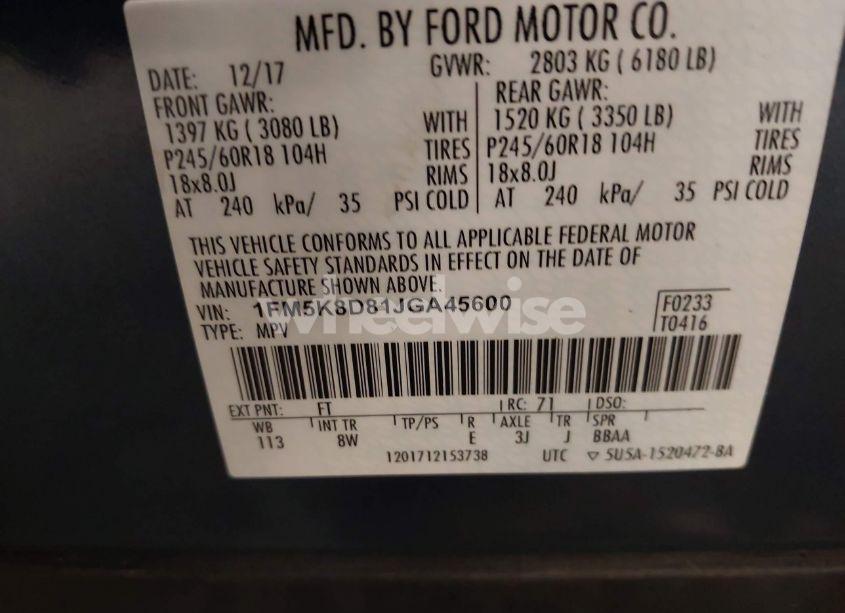 MFD. BY FORD MOTOR CO.
DATE: 12/17 GVWR: 2803 KG ( 6180 LB)
FRONT GAWR: REAR GAWR:
1397 KG ( 3080 LB) WITH 1520 KG ( 3350 LB) WITH
P245/60R18 104H TIRES P245/60R18 104H TIRES
18x8.0J RIMS 18x8.0J RIMS
AT 240 kPa/ 35 PSI COLD AT 240 kPa/ 35 PSI COLD
THIS VEHICLE CONFORMS TO ALL APPLICABLE FEDERAL MOTOR
VEHICLE SAFETY STANDARDS IN EFFECT ON THE DATE OF
MANUFACTURE SHOWN ABOVE.
VIN: 1FM5K8D81JGA45600 F0233
TYPE: MPV T0416
wheelwise
EXT PNT: FT RC: 71 DSO:
WB INT TR TP/PS R AXLE TR SPR
113 8W E 3J J BBAA
1201712153738 UTC ▽ 5U5A-1520472-BA